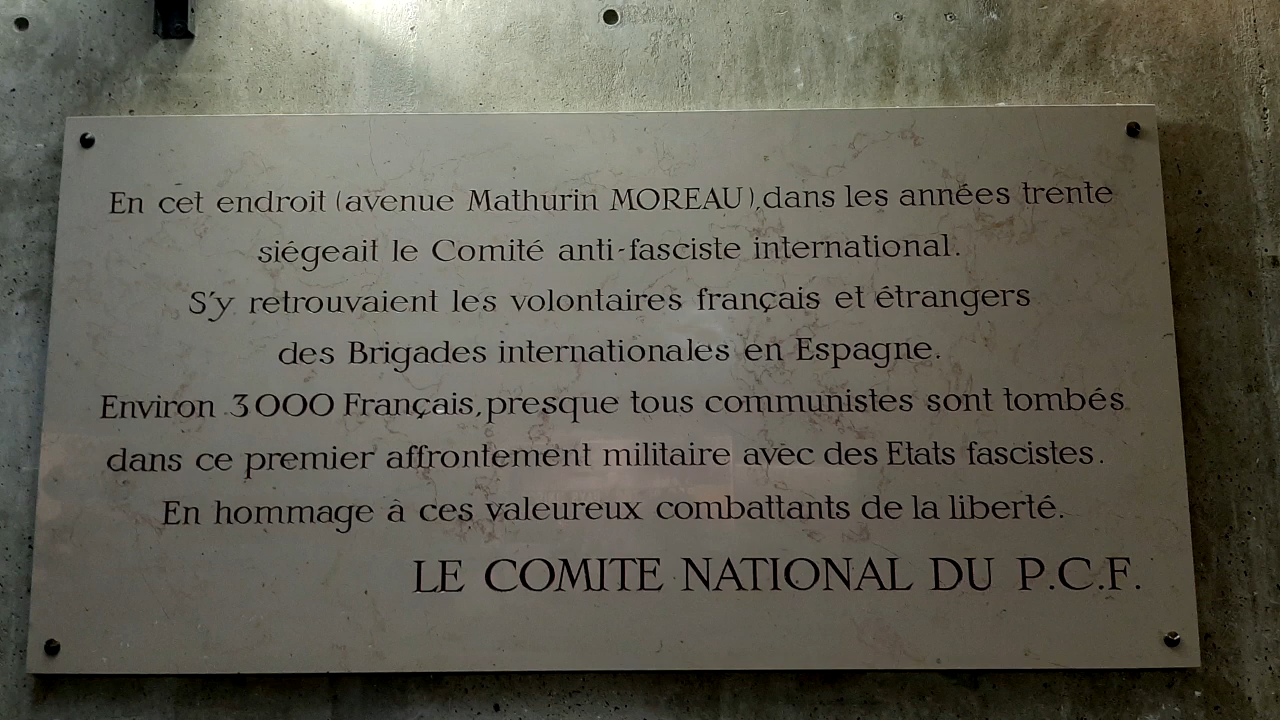 En cet endroit (avenue Mathurin MOREAU), dans les années trente
siégeait le Comité anti-fasciste international.
S'y retrouvaient les volontaires français et étrangers
des Brigades internationales en Espagne.
Environ 3000 Français, presque tous communistes sont tombés
dans ce premier affrontement militaire avec des Etats fascistes.
En hommage à ces valeureux combattants de la liberté.
LE COMITE NATIONAL DU P.C.F.